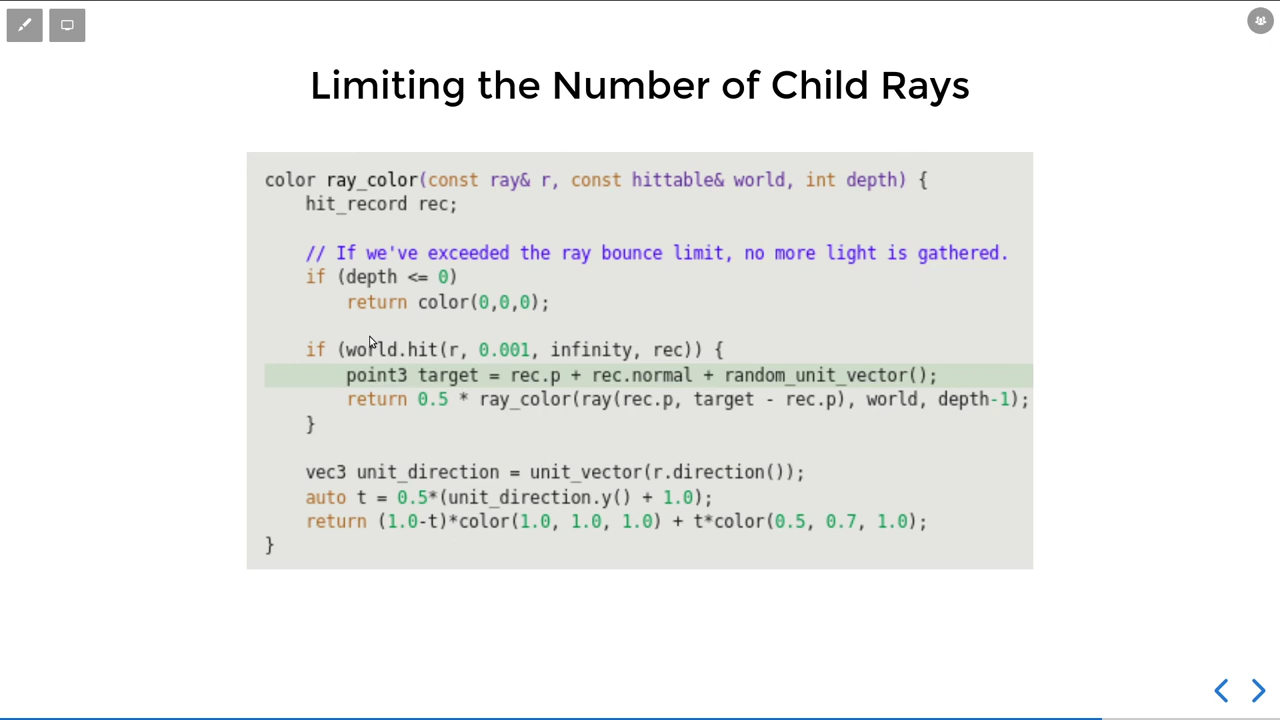 Limiting the Number of Child Rays
color ray_color(const ray& r, const hittable& world, int depth) {
    hit_record rec;
    // If we've exceeded the ray bounce limit, no more light is gathered.
    if (depth <= 0)
        return color(0,0,0);
    if (world.hit(r, 0.001, infinity, rec)) {
        point3 target = rec.p + rec.normal + random_unit_vector();
        return 0.5 * ray_color(ray(rec.p, target - rec.p), world, depth-1);
    }
    vec3 unit_direction = unit_vector(r.direction());
    auto t = 0.5*(unit_direction.y() + 1.0);
    return (1.0-t)*color(1.0, 1.0, 1.0) + t*color(0.5, 0.7, 1.0);
}